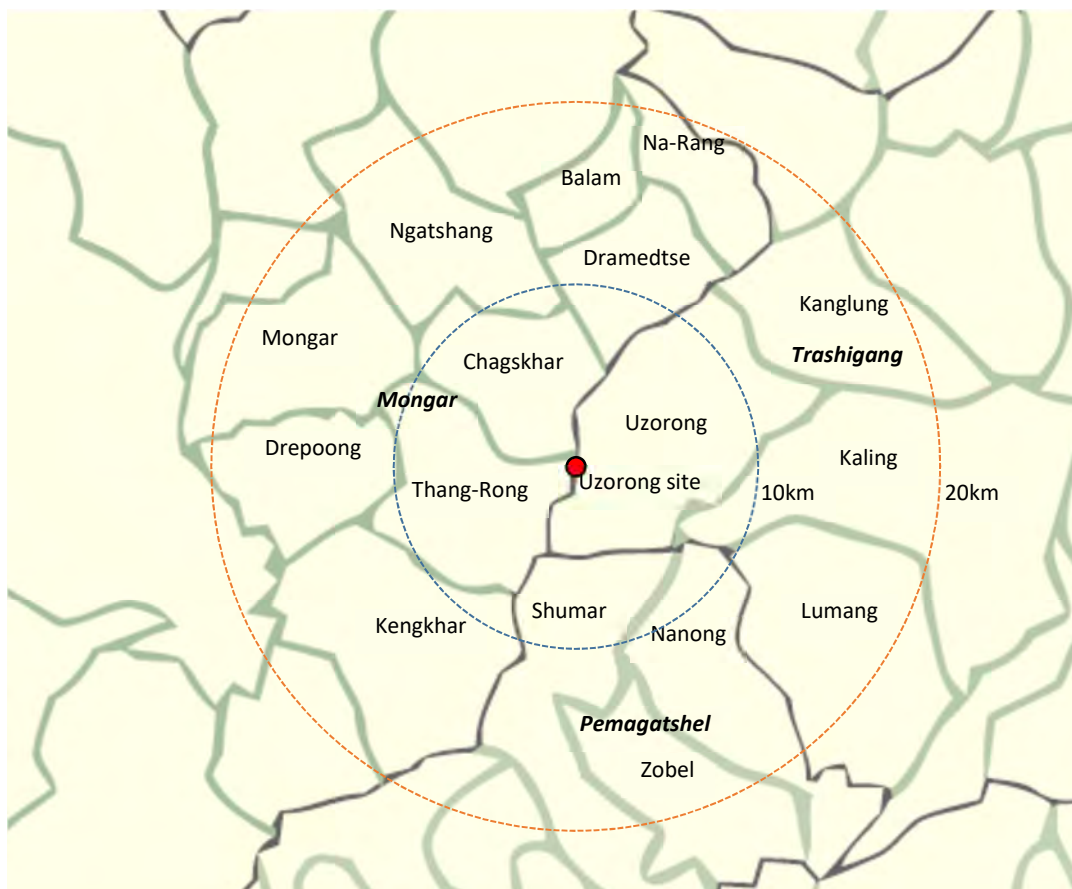 Na-Rang
Balam
Ngatshang
Dramedtse
Kanglung
Mongar
Trashigang
Chagskhar
Mongar
Uzorong
Drepoong
Kaling
Thang-Rong
Uzorong site
10km
20km
Shumar
Lumang
Kengkhar
Nanong
Pemagatshel
Zobel